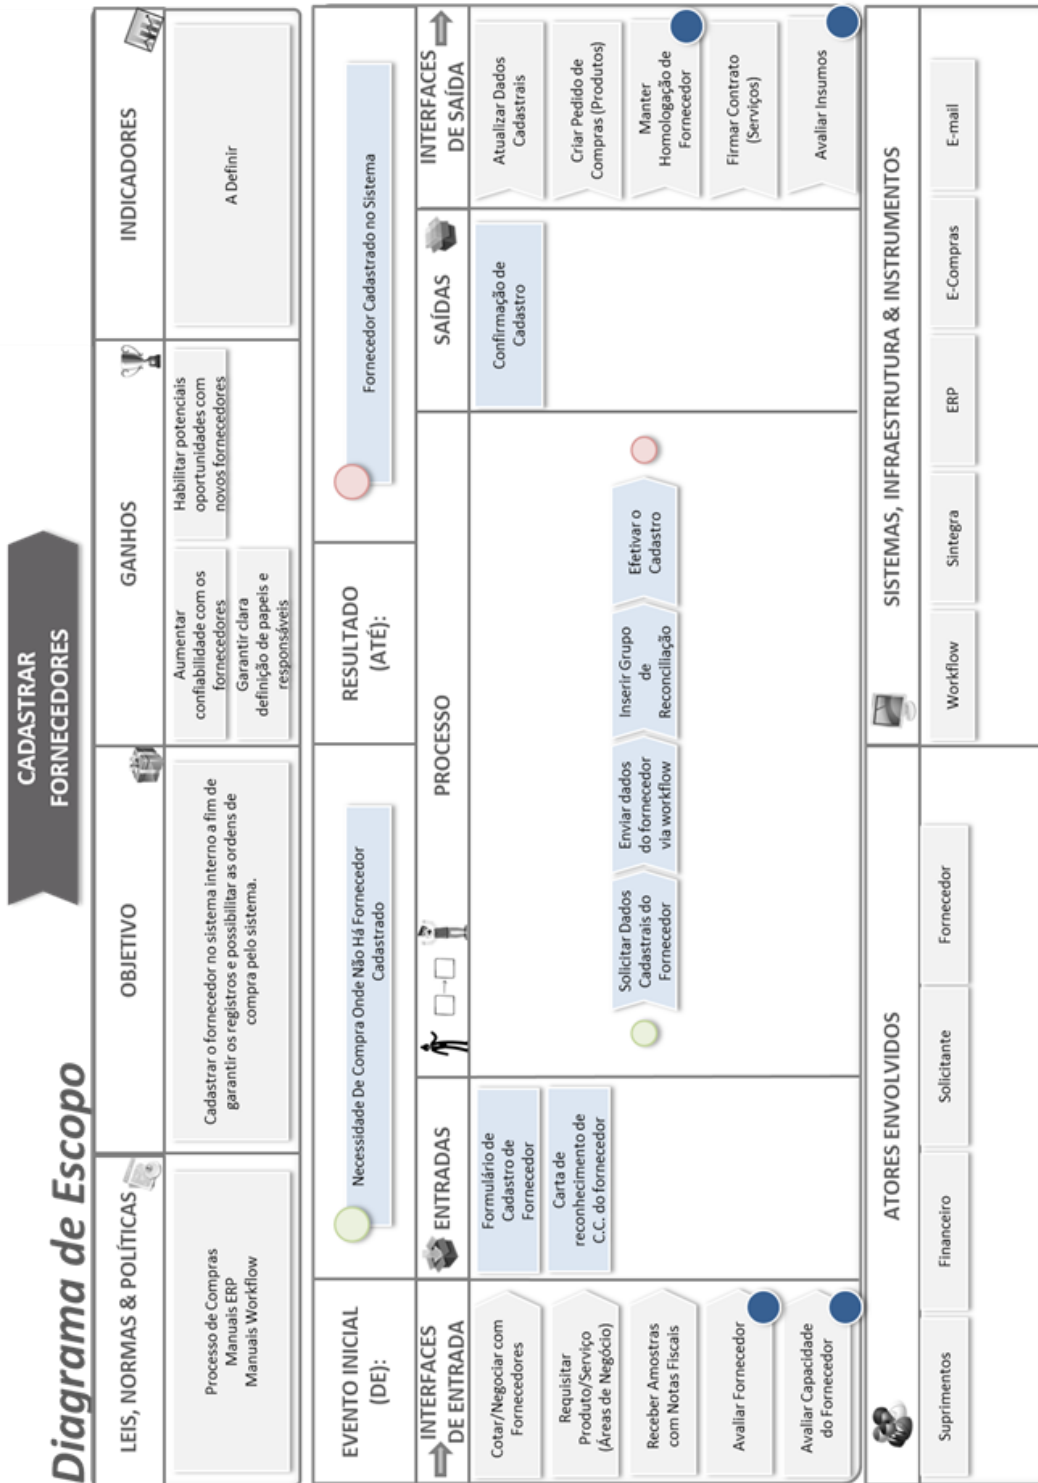 Diagrama de Escopo
CADASTRAR
FORNECEDORES
LEIS, NORMAS & POLÍTICAS
Processo de Compras
Manuais ERP
Manuais Workflow
OBJETIVO
Cadastrar o fornecedor no sistema interno a fim de
garantir os registros e possibilitar as ordens de
compra pelo sistema.
GANHOS
Aumentar
confiabilidade com os
fornecedores
Habilitar potenciais
oportunidades com
novos fornecedores
Garantir clara
definição de papeis e
responsáveis
INDICADORES
A Definir
EVENTO INICIAL
(DE):
Necessidade De Compra Onde Não Há Fornecedor
Cadastrado
RESULTADO
(ATÉ):
Fornecedor Cadastrado no Sistema
INTERFACES
DE ENTRADA
Cotar/Negociar com
Fornecedores
Requisitar
Produto/Serviço
(Áreas de Negócio)
Receber Amostras
com Notas Fiscais
Avaliar Fornecedor
Avaliar Capacidade
do Fornecedor
ENTRADAS
Formulário de
Cadastro de
Fornecedor
Carta de
reconhecimento de
C.C. do fornecedor
PROCESSO
Solicitar Dados
Cadastrais do
Fornecedor
Enviar dados
do fornecedor
via workflow
Inserir Grupo
de
Reconciliação
Efetivar o
Cadastro
SAÍDAS
Confirmação de
Cadastro
INTERFACES
DE SAÍDA
Atualizar Dados
Cadastrais
Criar Pedido de
Compras (Produtos)
Manter
Homologação de
Fornecedor
Firmar Contrato
(Serviços)
Avaliar Insumos
ATORES ENVOLVIDOS
Suprimentos
Financeiro
Solicitante
Fornecedor
SISTEMAS, INFRAESTRUTURA & INSTRUMENTOS
Workflow
Sintegra
ERP
E-Compras
E-mail